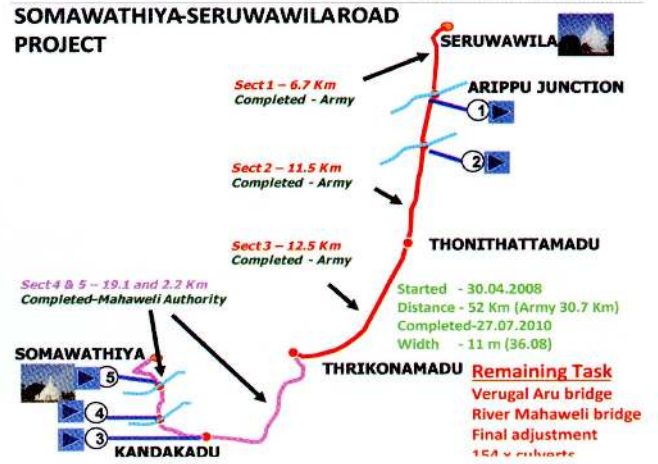 SOMAWATHIYA-SERUWAWILA ROAD
PROJECT
SERUWAWILA
Sect 1 – 6.7 Km
Completed - Army
ARIPPU JUNCTION
1
2
Sect 2 – 11.5 Km
Completed - Army
Sect 3 – 12.5 Km
Completed - Army
THONITHATTAMADU
Sect 4 & 5 – 19.1 and 2.2 Km
Completed–Mahaweli Authority
Started - 30.04.2008
Distance - 52 Km (Army 30.7 Km)
Completed-27.07.2010
Width - 11 m (36.08)
SOMAWATHIYA
THRIKONAMADU
5
4
3
KANDAKADU
Remaining Task
Verugal Aru bridge
River Mahaweli bridge
Final adjustment
154 x culverts